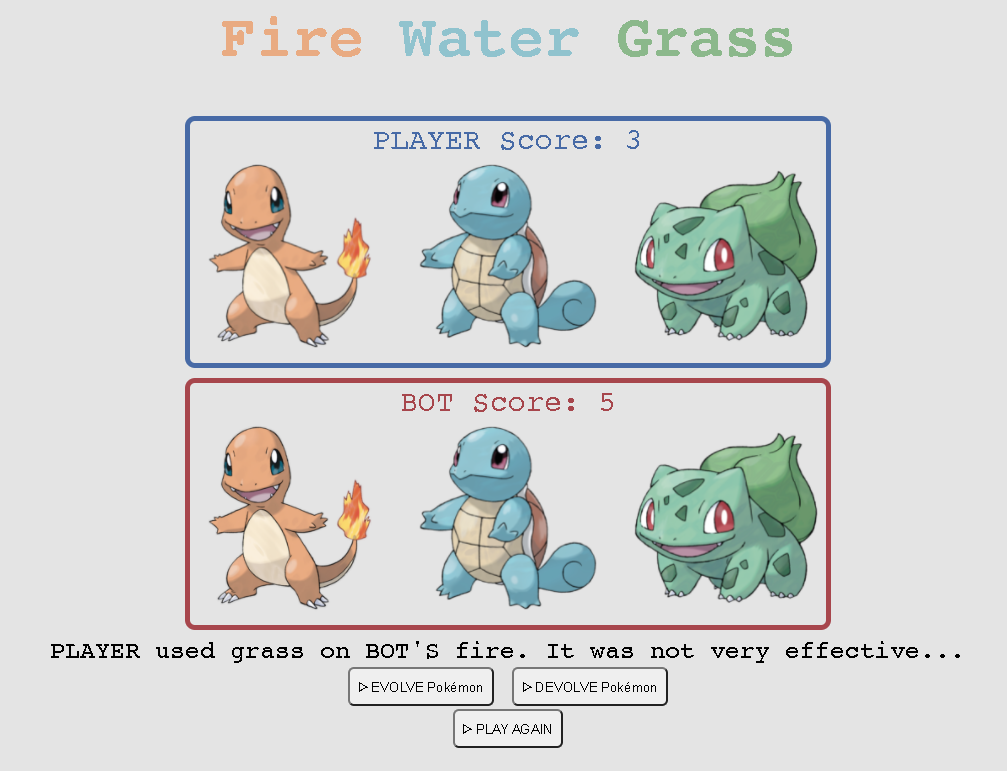 Fire Water Grass
PLAYER Score: 3
BOT Score: 5
PLAYER used grass on BOT'S fire. It was not very effective...
▷ EVOLVE Pokémon ▷ DEVOLVE Pokémon
▷ PLAY AGAIN